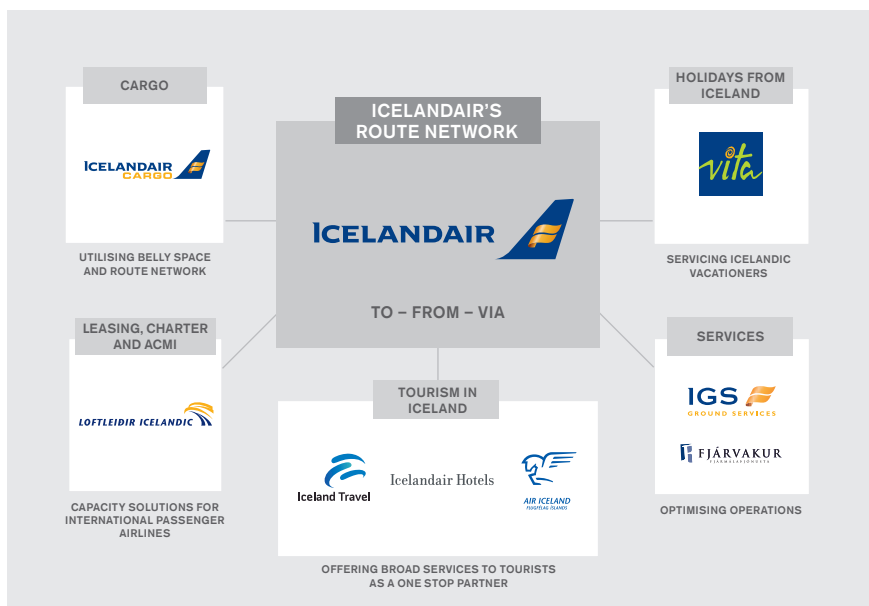 CARGO
ICELANDAIR
CARGO
UTILISING BELLY SPACE
AND ROUTE NETWORK
LEASING, CHARTER
AND ACMI
LOFTLEIDIR ICELANDIC
CAPACITY SOLUTIONS FOR
INTERNATIONAL PASSENGER
AIRLINES
ICELANDAIR'S
ROUTE NETWORK
ICELANDAIR
TO – FROM – VIA
TOURISM IN
ICELAND
Iceland Travel
Icelandair Hotels
AIR ICELAND
FLUGFÉLAG ÍSLANDS
OFFERING BROAD SERVICES TO TOURISTS
AS A ONE STOP PARTNER
HOLIDAYS FROM
ICELAND
vita
SERVICING ICELANDIC
VACATIONERS
SERVICES
IGS
GROUND SERVICES
FJÁRVAKUR
FJÁRMÁLAÞJÓNUSTA
OPTIMISING OPERATIONS